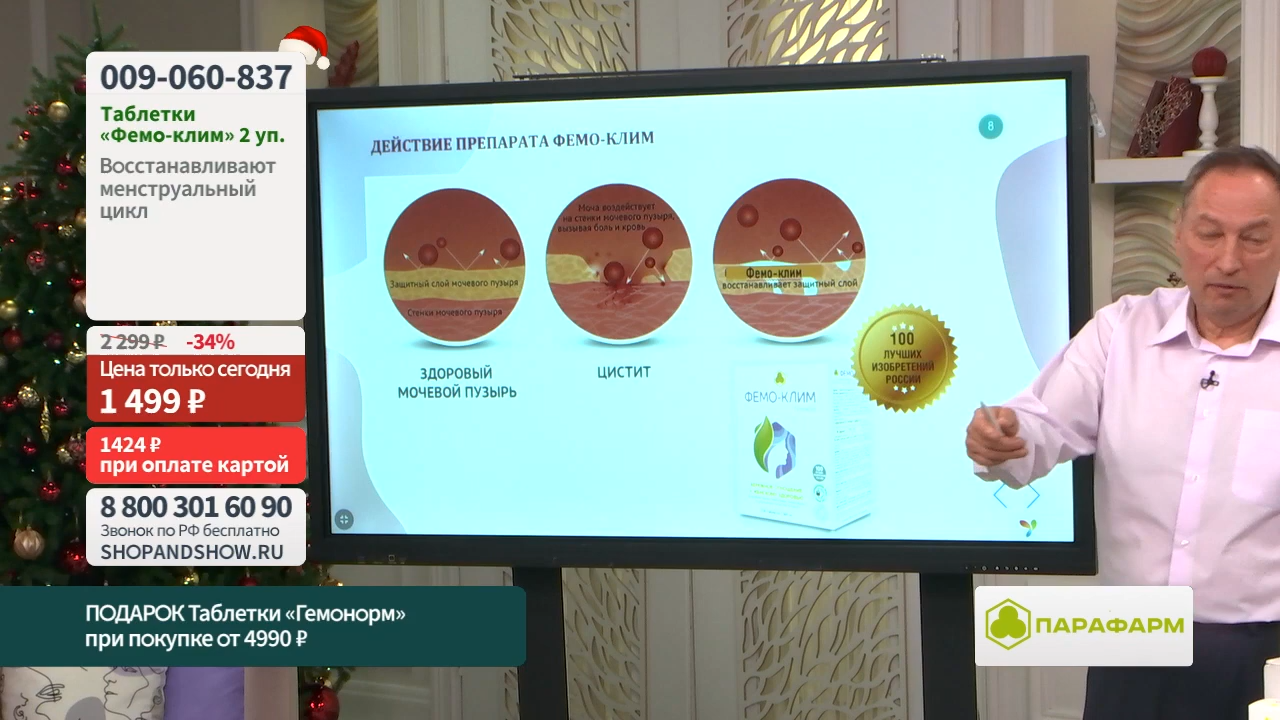 009-060-837
Таблетки
«Фемо-клим» 2 уп.
Восстанавливают
менструальный
цикл
2 299 ₽ -34%
Цена только сегодня
1 499 ₽
1424 ₽
при оплате картой
8 800 301 60 90
Звонок по РФ бесплатно
SHOPANDSHOW.RU
ПОДАРОК Таблетки «Гемонорм»
при покупке от 4990 ₽
ДЕЙСТВИЕ ПРЕПАРАТА ФЕМО-КЛИМ
8
Защитный слой мочевого пузыря
Стенки мочевого пузыря
ЗДОРОВЫЙ
МОЧЕВОЙ ПУЗЫРЬ
Моча воздействует
на стенки мочевого пузыря,
вызывая боль и кровь
ЦИСТИТ
Фемо-клим
восстанавливает защитный слой
100
ЛУЧШИХ
ИЗОБРЕТЕНИЙ
РОССИИ
ФЕМО-КЛИМ
ПАРАФАРМ